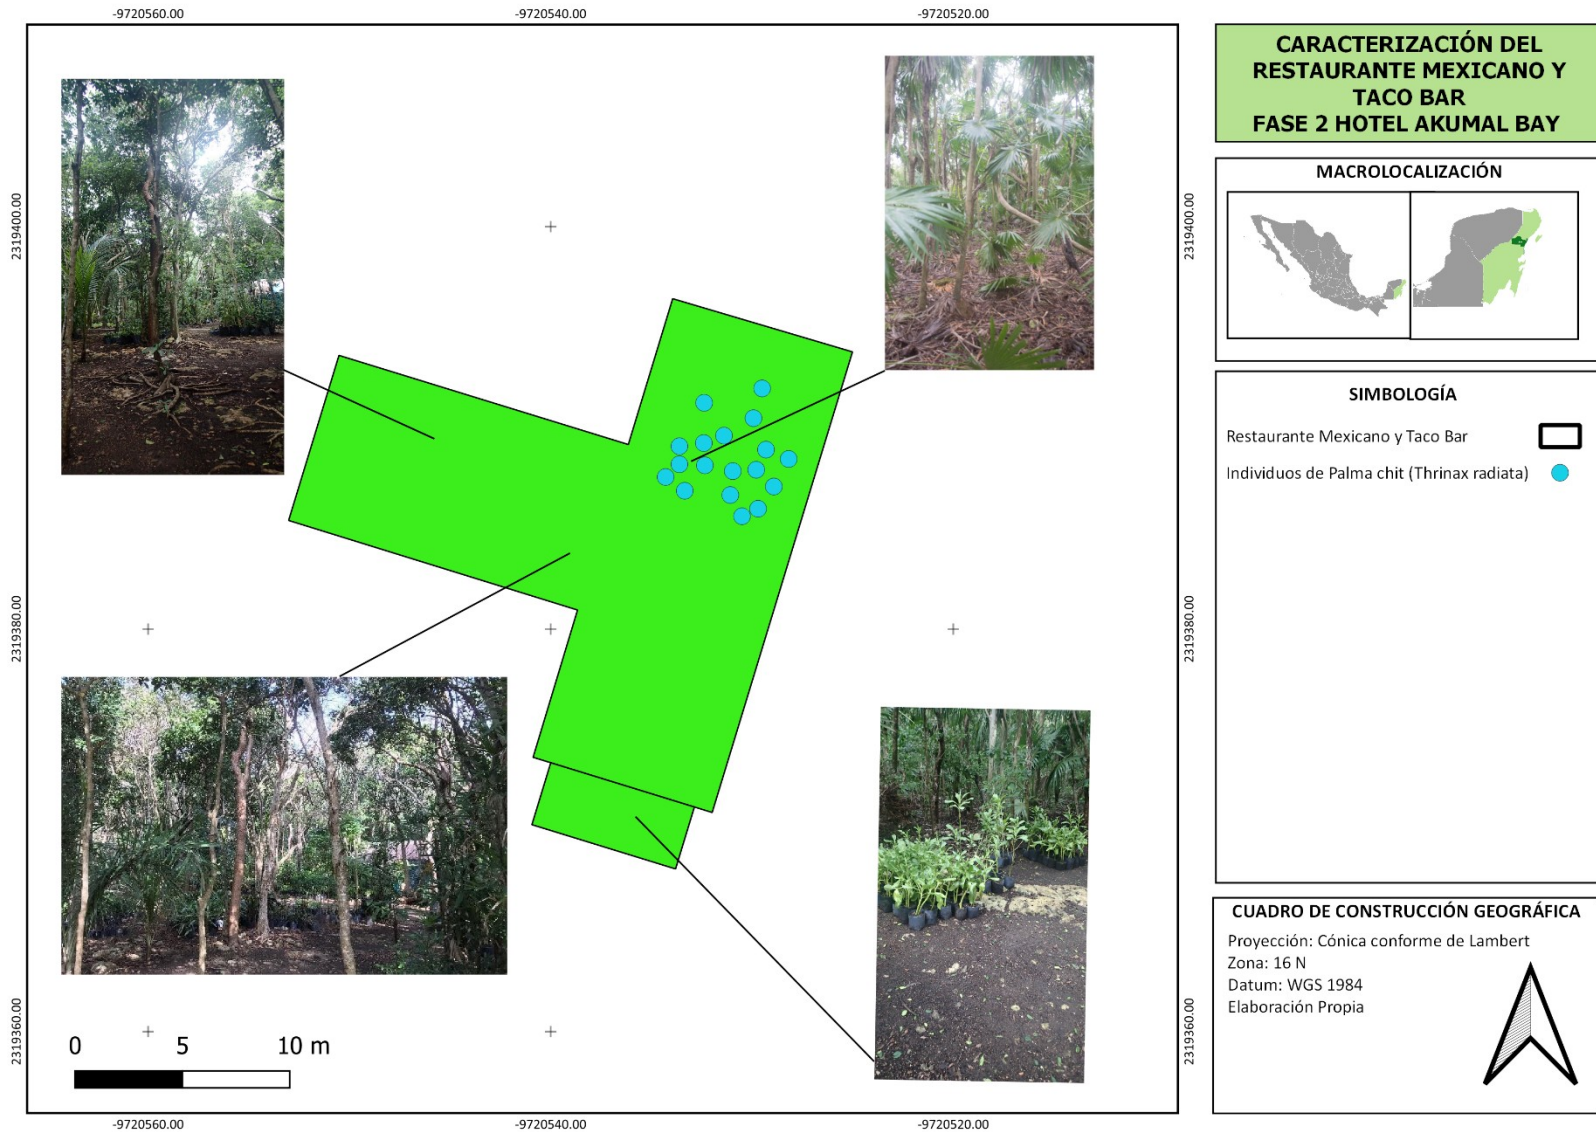 -9720560.00
-9720540.00
-9720520.00
2319400.00
2319380.00
2319360.00
2319400.00
2319380.00
2319360.00
0 5 10 m
-9720560.00
-9720540.00
-9720520.00
CARACTERIZACIÓN DEL
RESTAURANTE MEXICANO Y
TACO BAR
FASE 2 HOTEL AKUMAL BAY
MACROLOCALIZACIÓN
SIMBOLOGÍA
Restaurante Mexicano y Taco Bar
Individuos de Palma chit (Thrinax radiata)
CUADRO DE CONSTRUCCIÓN GEOGRÁFICA
Proyección: Cónica conforme de Lambert
Zona: 16 N
Datum: WGS 1984
Elaboración Propia